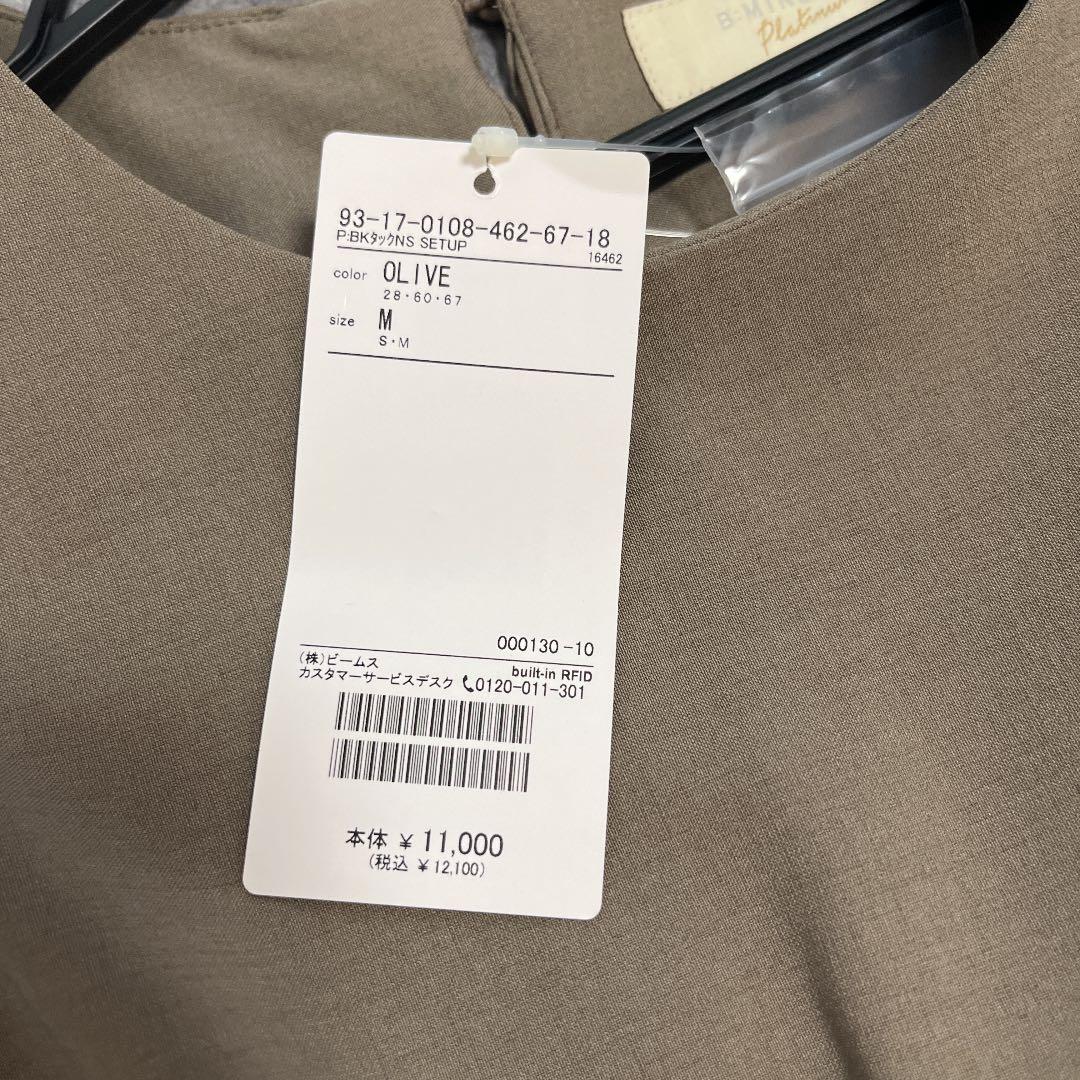 Platinum
93-17-0108-462-67-18
P:BKタックNS SETUP
16462
color OLIVE
28・60・67
size M
S・M
000130-10
(株)ビームス
built-in RFID
カスタマーサービスデスク 0120-011-301
本体 ¥ 11,000
(税込 ¥ 12,100)